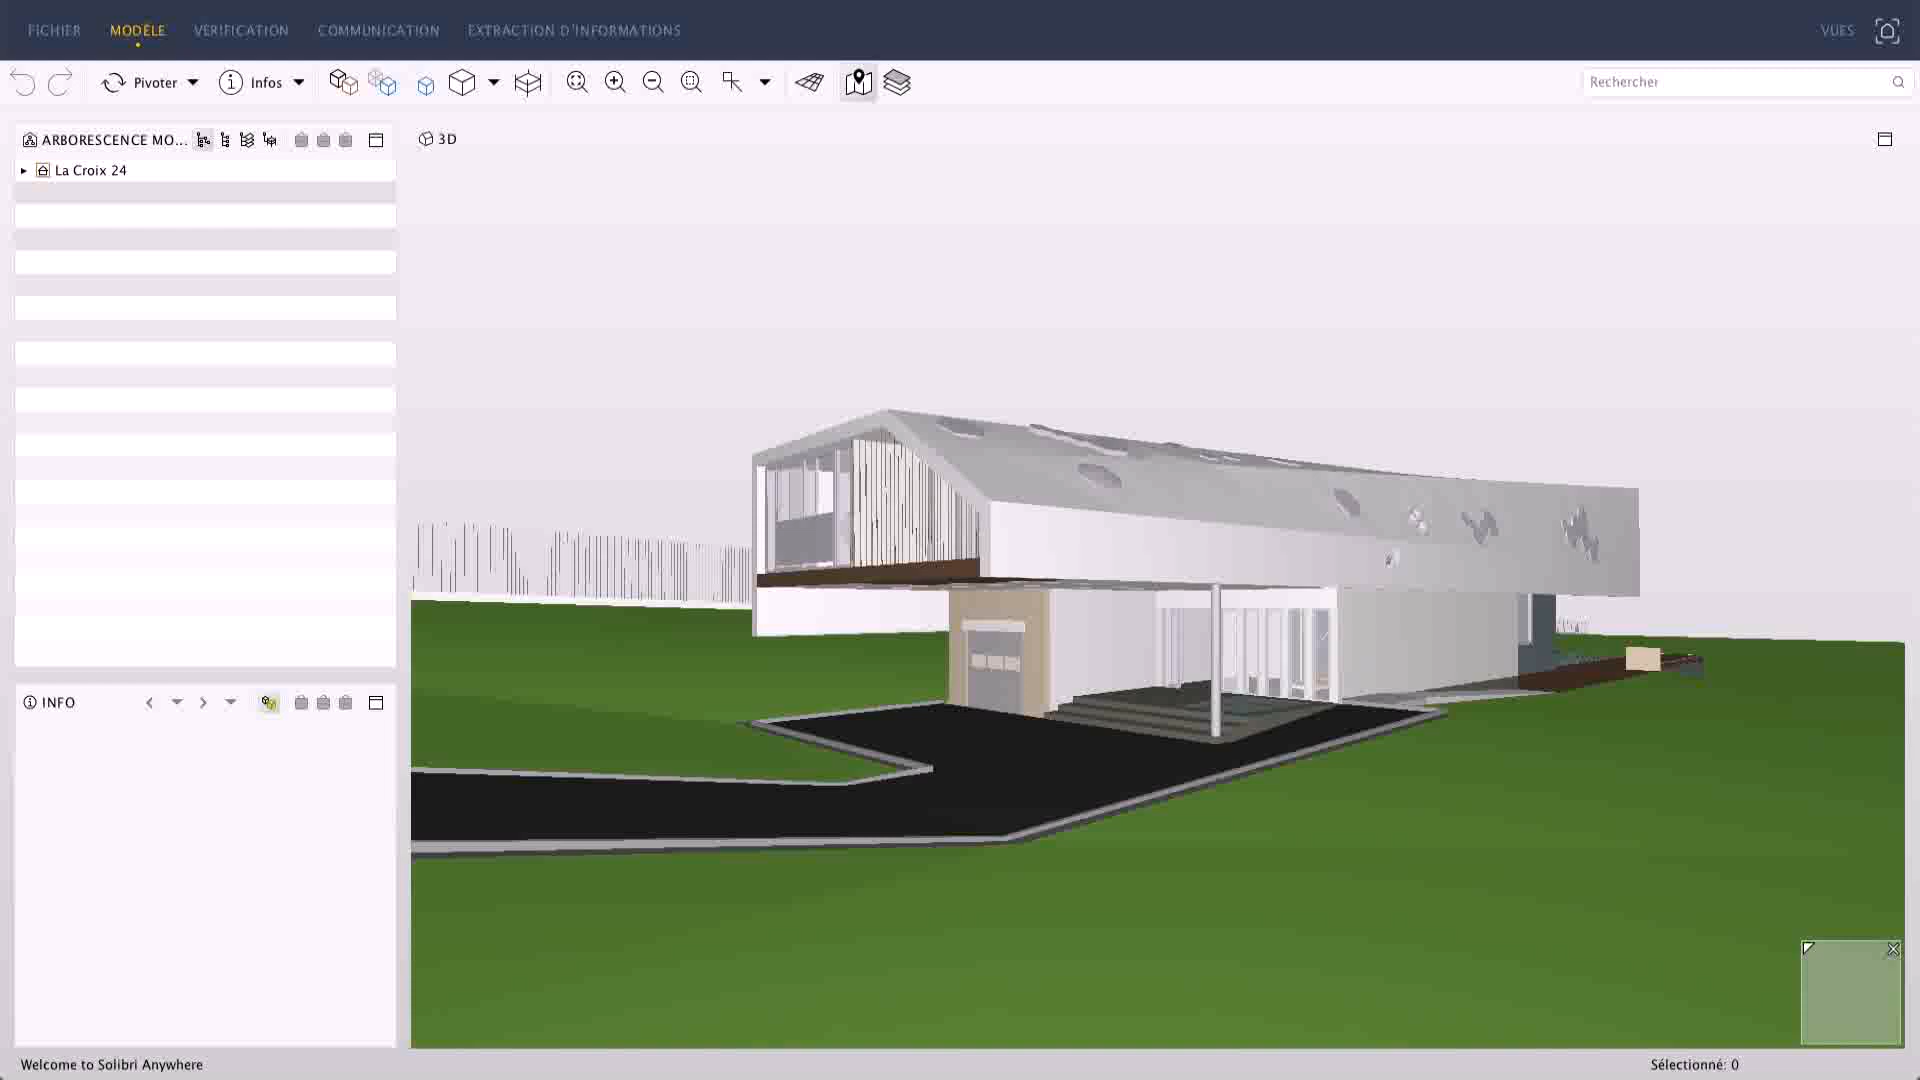 FICHIER MODÈLE VERIFICATION COMMUNICATION EXTRACTION D'INFORMATIONS VUES
Pivoter Infos Rechercher
ARBORESCENCE MO...
3D
La Croix 24
INFO
Welcome to Solibri Anywhere Sélectionné: 0